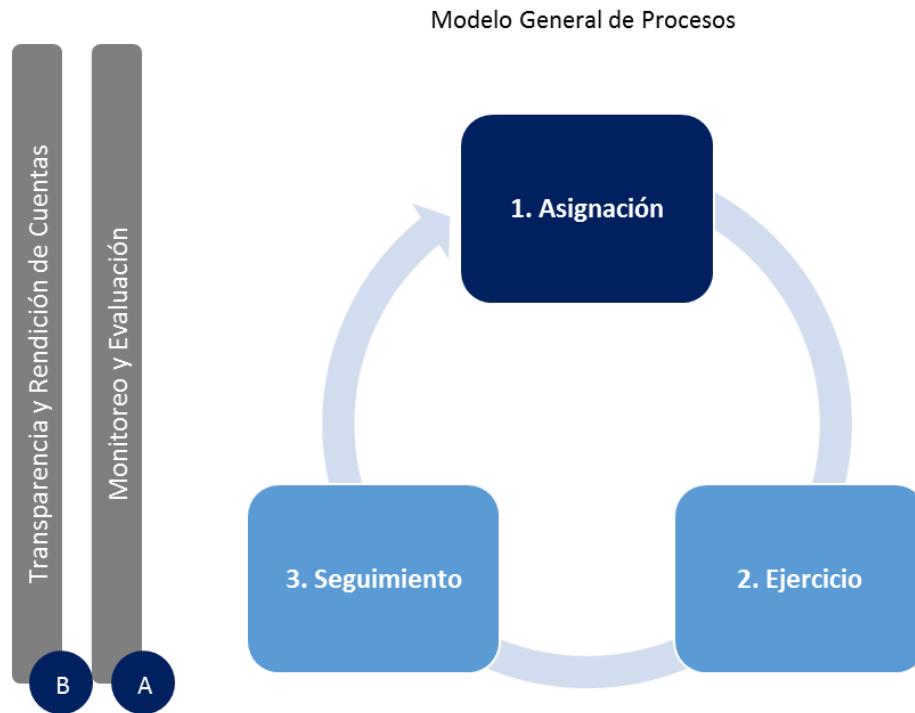 Modelo General de Procesos
Transparencia y Rendición de Cuentas
B
Monitoreo y Evaluación
A
1. Asignación
2. Ejercicio
3. Seguimiento